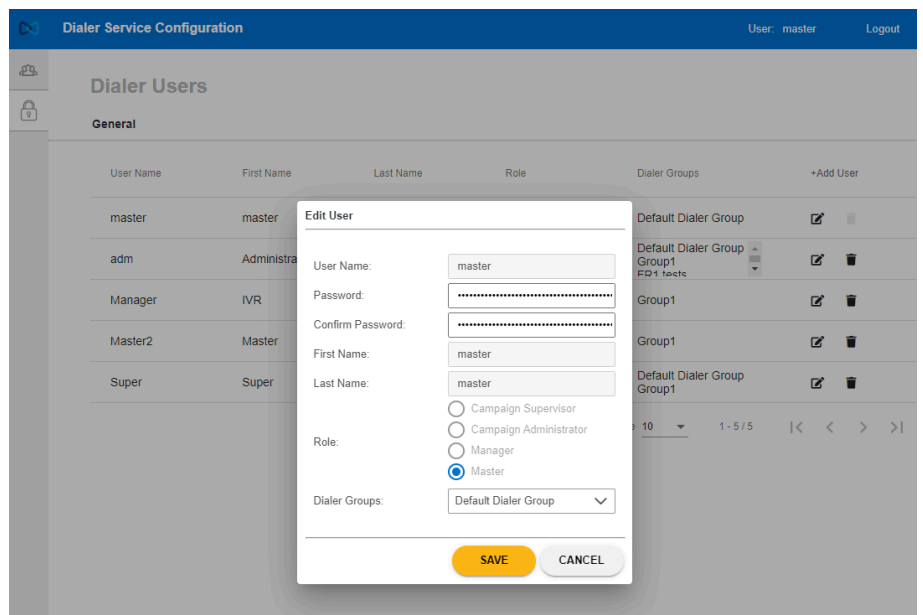 Dialer Service Configuration
User: master
Logout
Dialer Users
General
User Name First Name Last Name Role Dialer Groups +Add User
master master Default Dialer Group
adm Administra Default Dialer Group
Group1
ER1 tests
Manager IVR Group1
Master2 Master Group1
Super Super Default Dialer Group
Group1
10 1 - 5 / 5
Edit User
User Name: master
Password: ••••••••••••••••••••••••••••••••••••••••
Confirm Password: ••••••••••••••••••••••••••••••••••••••••
First Name: master
Last Name: master
Role:
Campaign Supervisor
Campaign Administrator
Manager
Master
Dialer Groups: Default Dialer Group
SAVE CANCEL